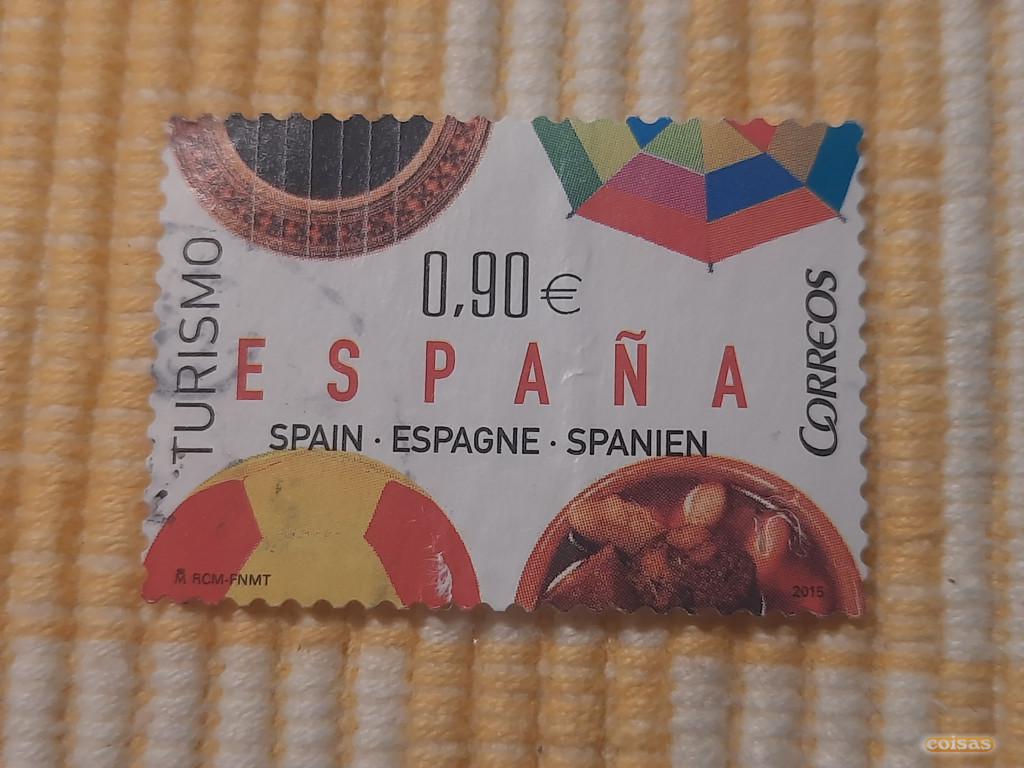 TURISMO
0,90 €
ESPAÑA
SPAIN · ESPAGNE · SPANIEN
CORREOS
RCM-FNMT
2015
coisas